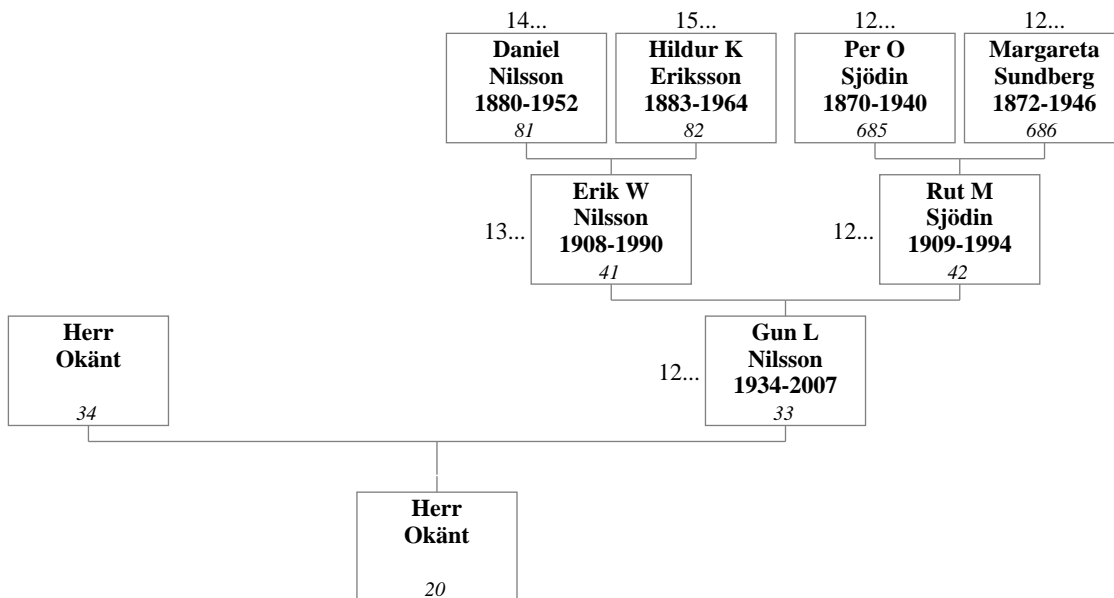 14...
15...
12...
12...
Daniel
Nilsson
1880-1952
81
Hildur K
Eriksson
1883-1964
82
Per O
Sjödin
1870-1940
685
Margareta
Sundberg
1872-1946
686
13...
Erik W
Nilsson
1908-1990
41
12...
Rut M
Sjödin
1909-1994
42
Herr
Okänt
34
12...
Gun L
Nilsson
1934-2007
33
Herr
Okänt
20